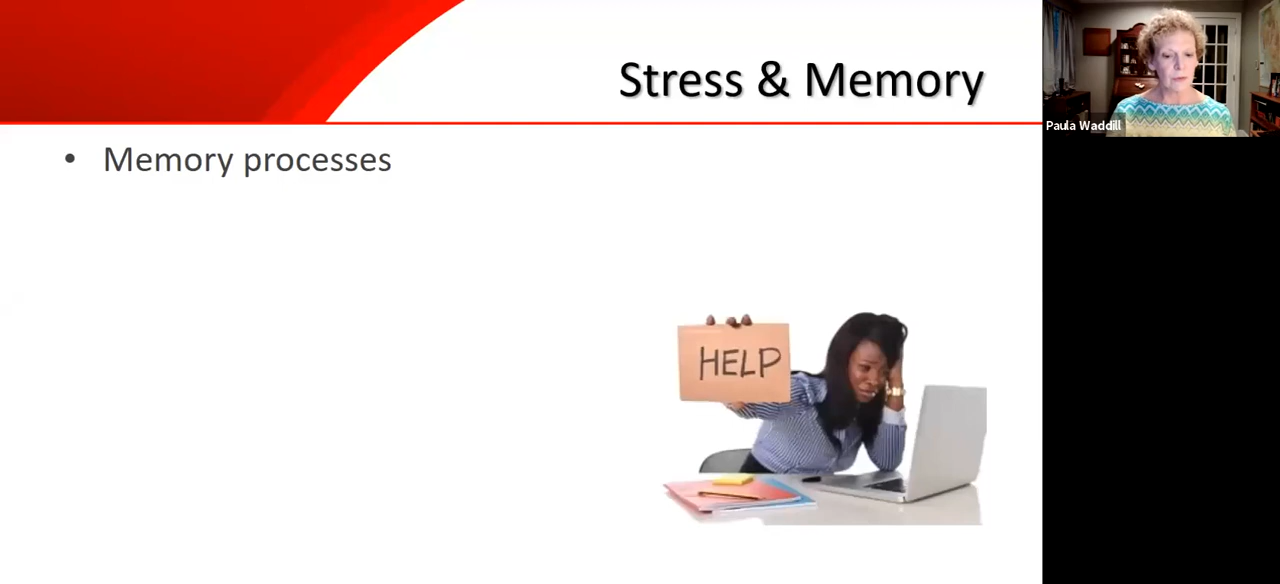 Stress & Memory
Paula Waddill
• Memory processes
HELP